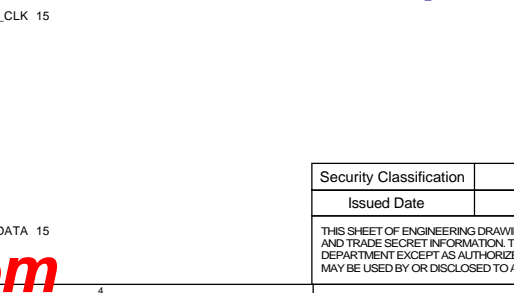 _CLK 15
Security Classification
Issued Date
DATA 15
THIS SHEET OF ENGINEERING DRAWI
AND TRADE SECRET INFORMATION. T
DEPARTMENT EXCEPT AS AUTHORIZE
MAY BE USED BY OR DISCLOSED TO A
om
4